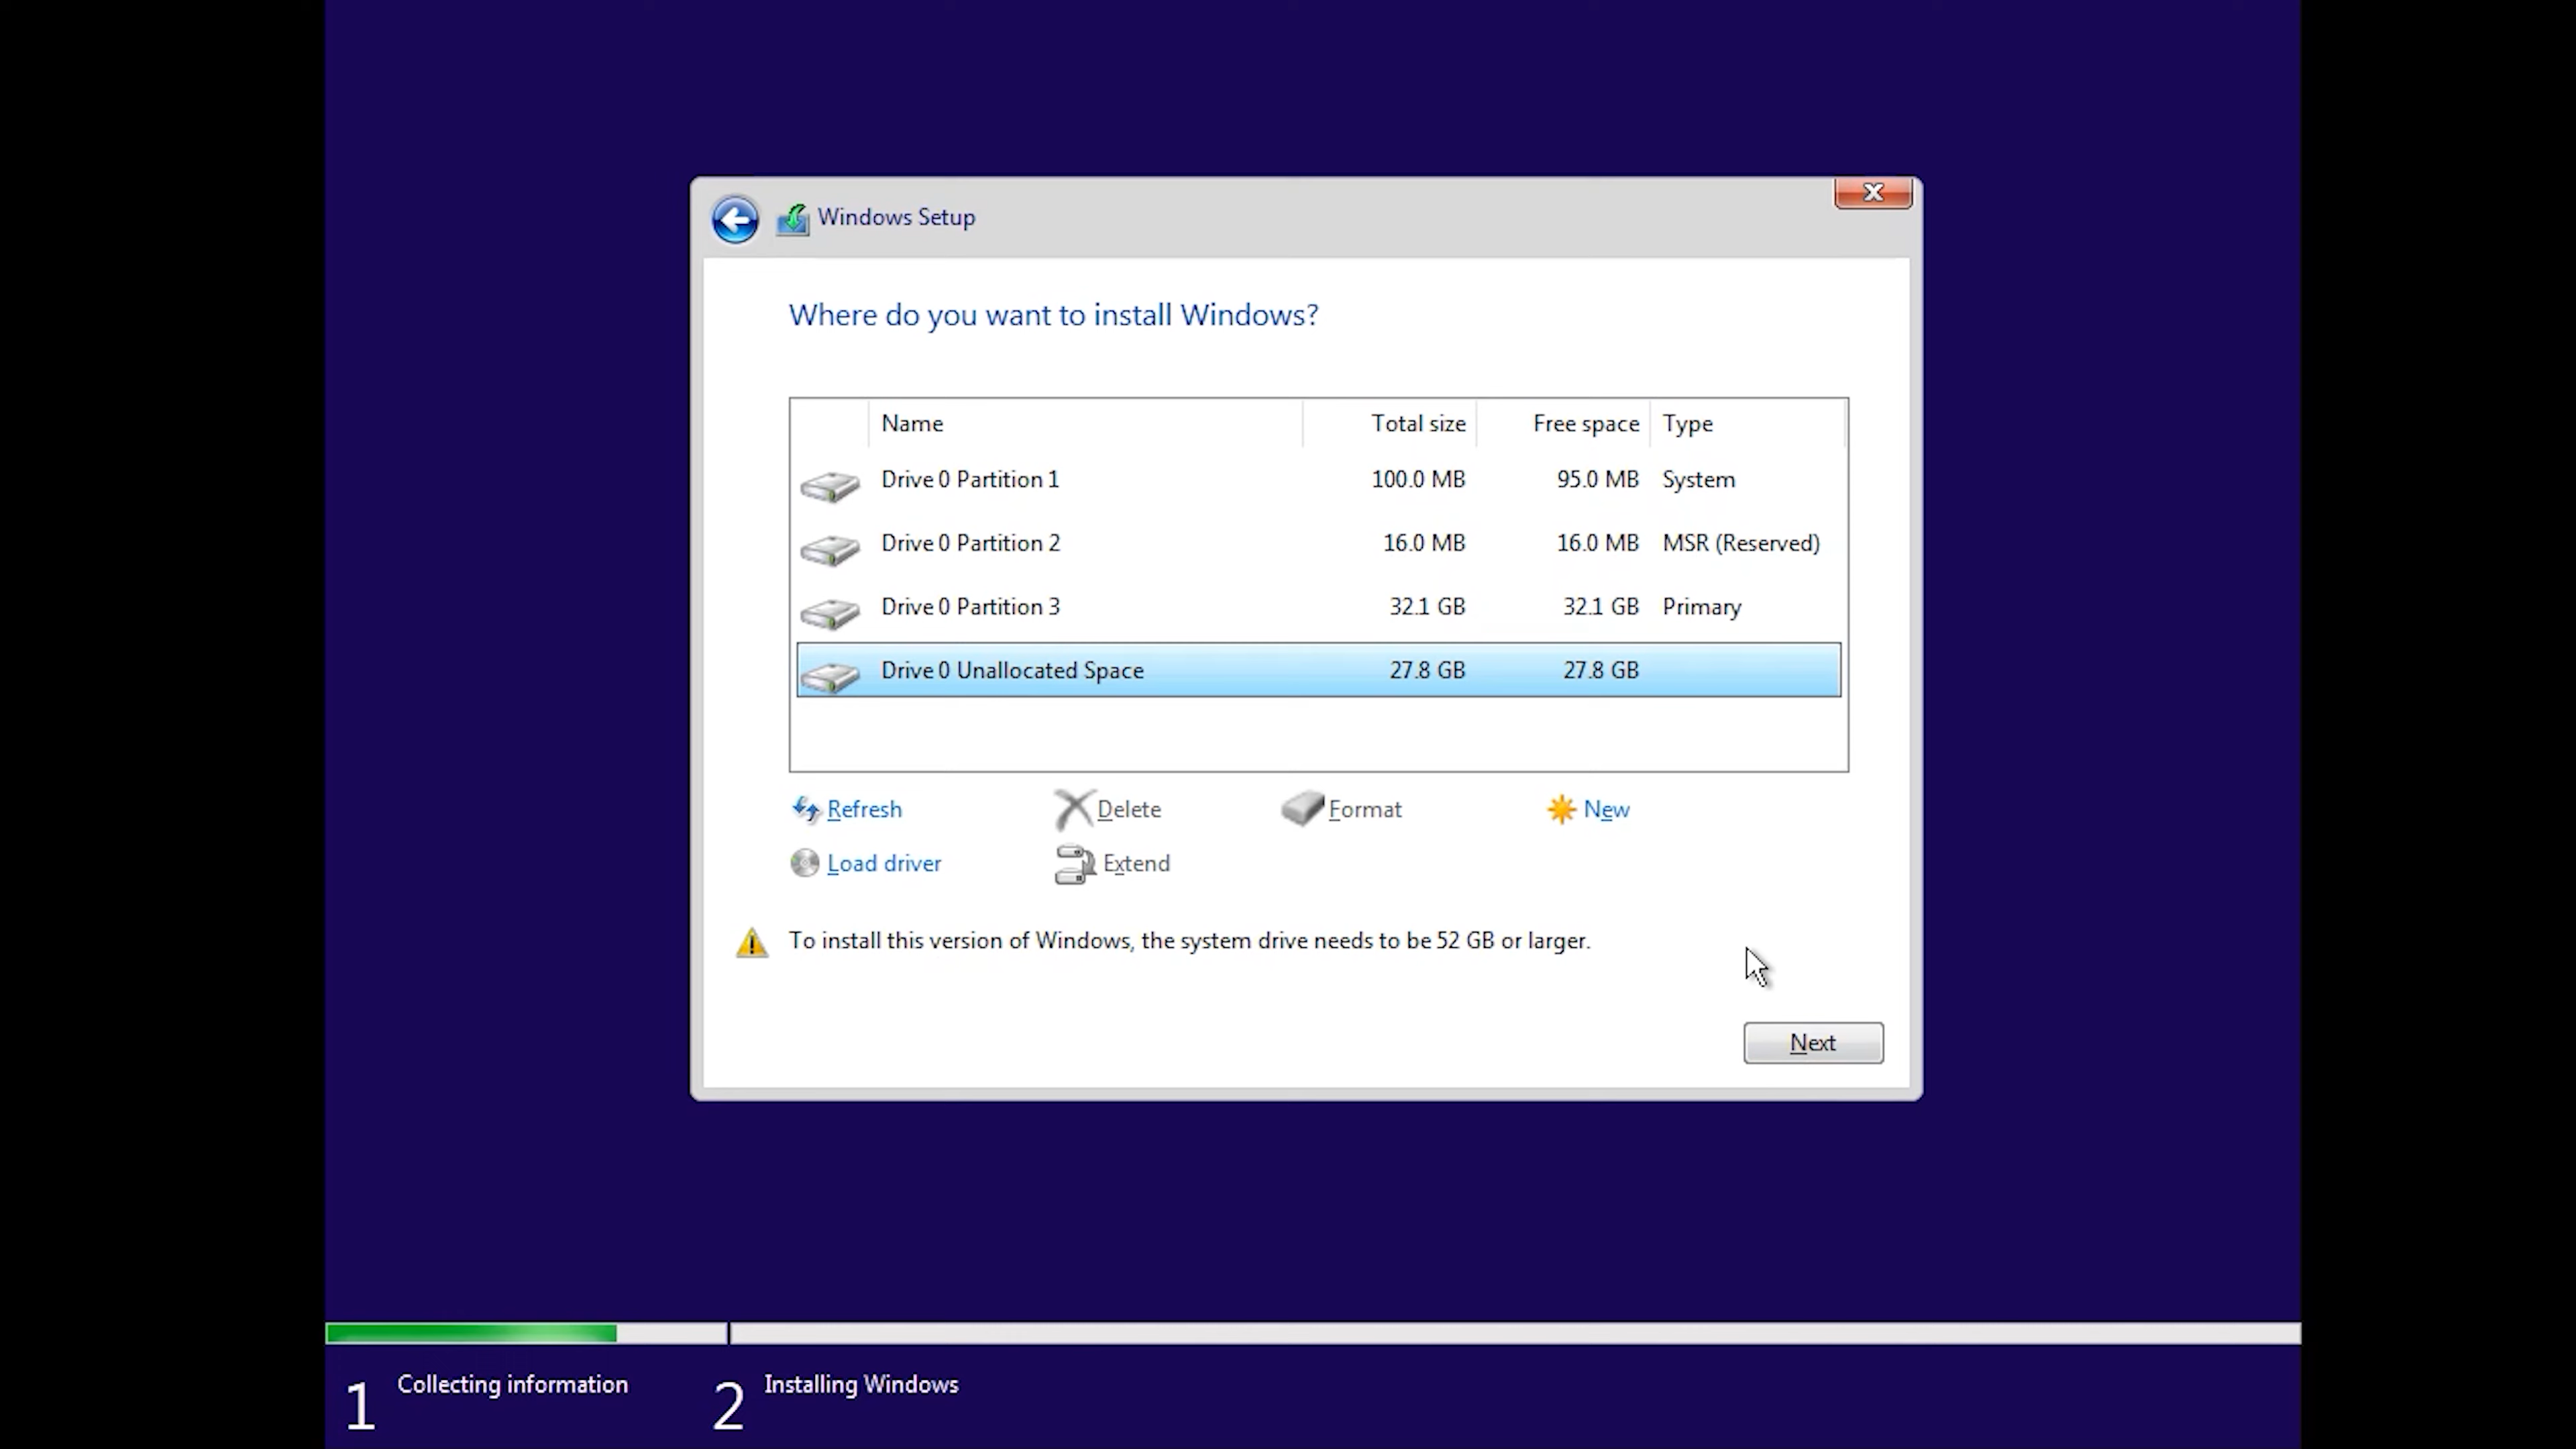 Windows Setup
Where do you want to install Windows?
Name Total size Free space Type
Drive 0 Partition 1 100.0 MB 95.0 MB System
Drive 0 Partition 2 16.0 MB 16.0 MB MSR (Reserved)
Drive 0 Partition 3 32.1 GB 32.1 GB Primary
Drive 0 Unallocated Space 27.8 GB 27.8 GB
Refresh Delete Format New
Load driver Extend
To install this version of Windows, the system drive needs to be 52 GB or larger.
Next
1 Collecting information 2 Installing Windows